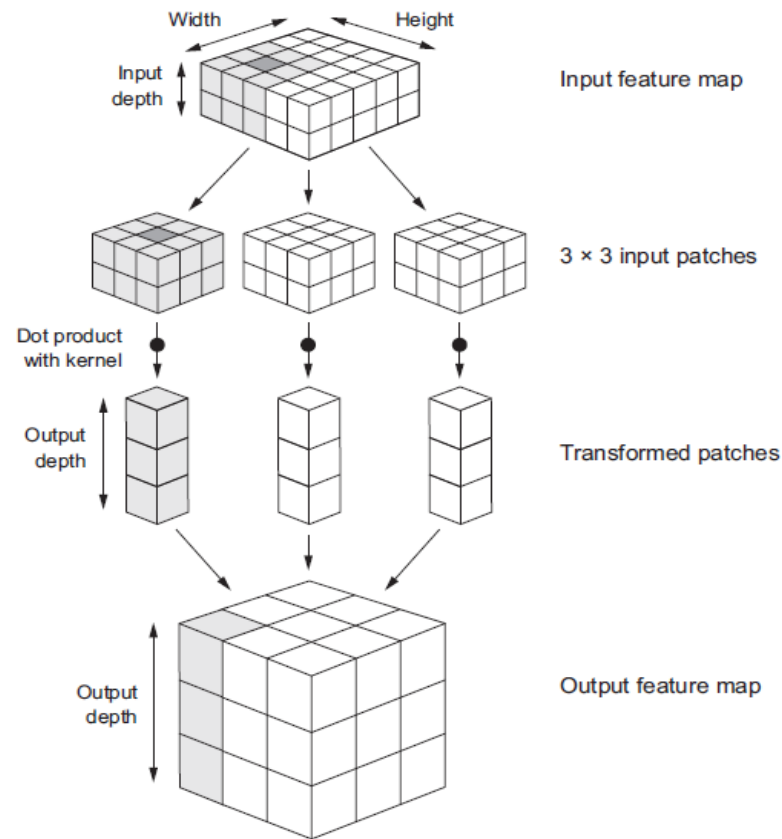 Width
Height
Input
depth
Input feature map
3 × 3 input patches
Dot product
with kernel
Output
depth
Transformed patches
Output
depth
Output feature map